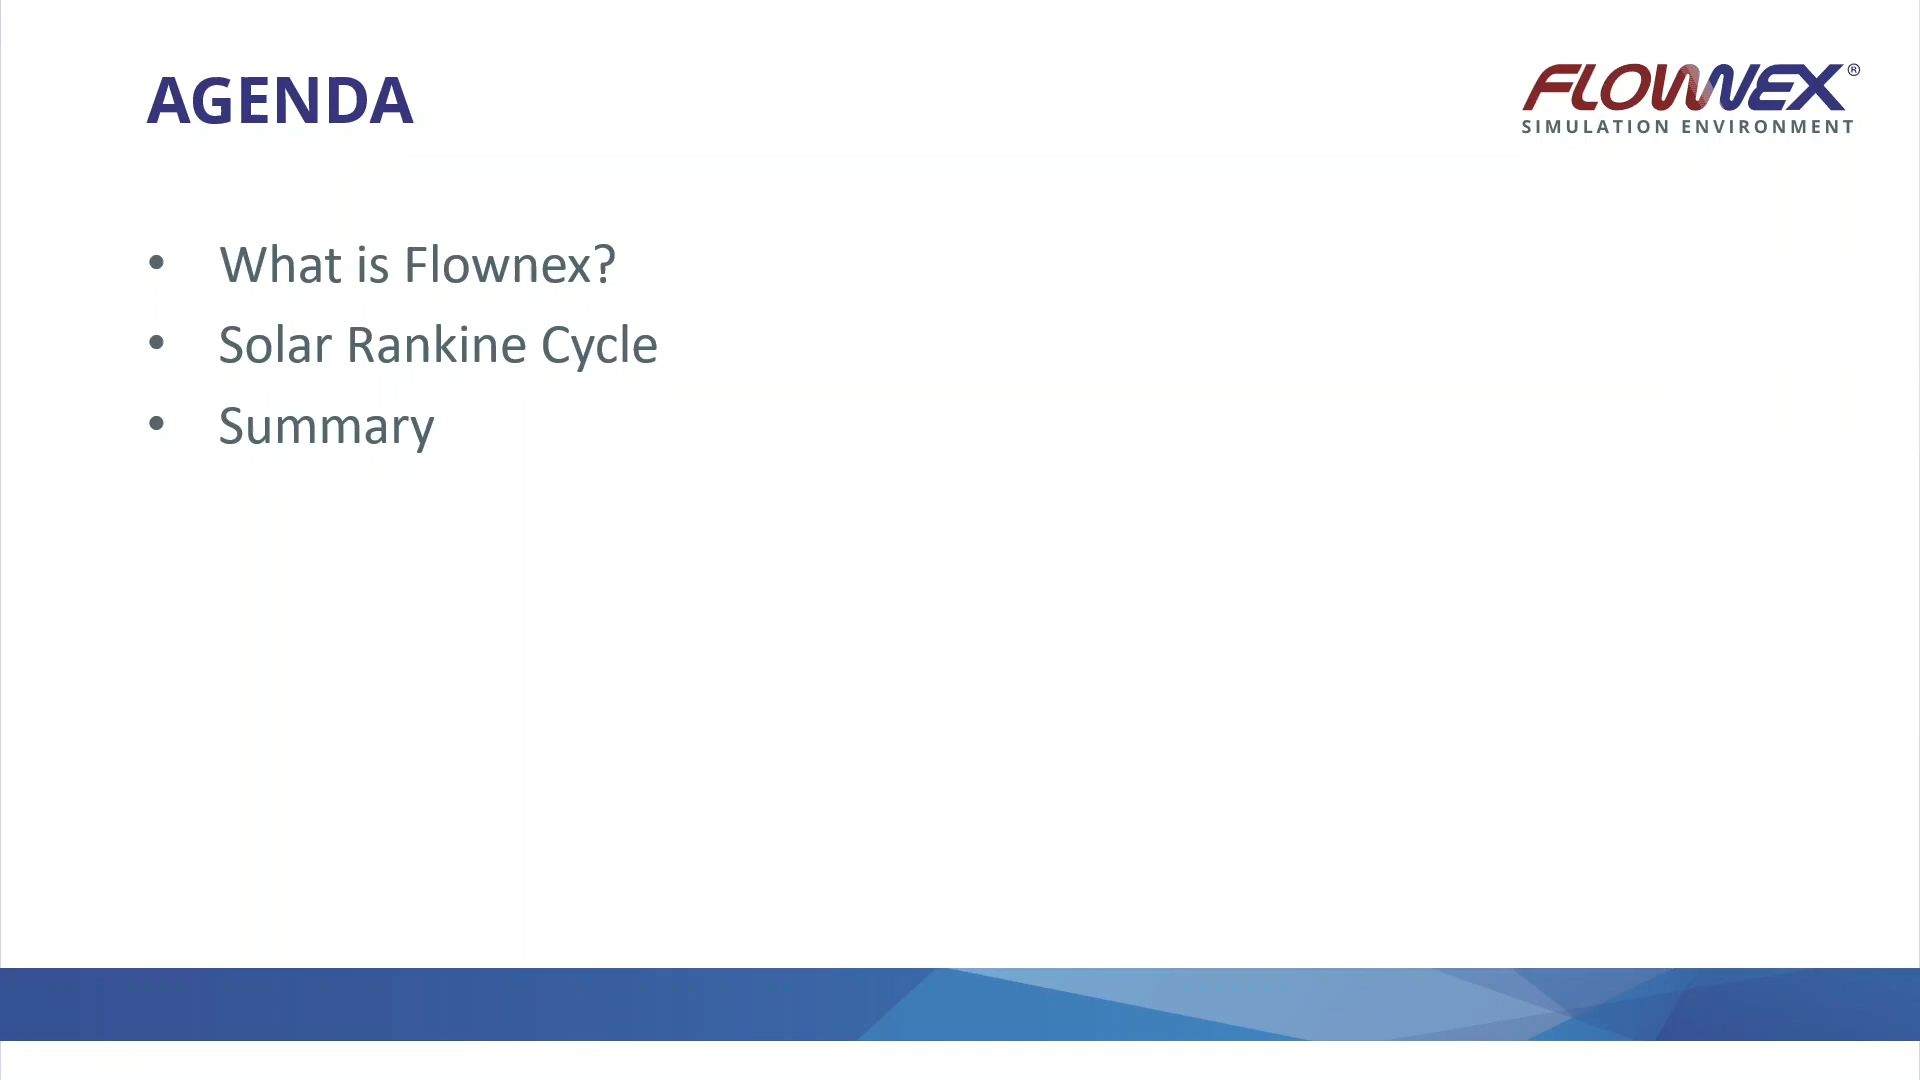 AGENDA
FLOWNEX®
SIMULATION ENVIRONMENT
• What is Flownex?
• Solar Rankine Cycle
• Summary